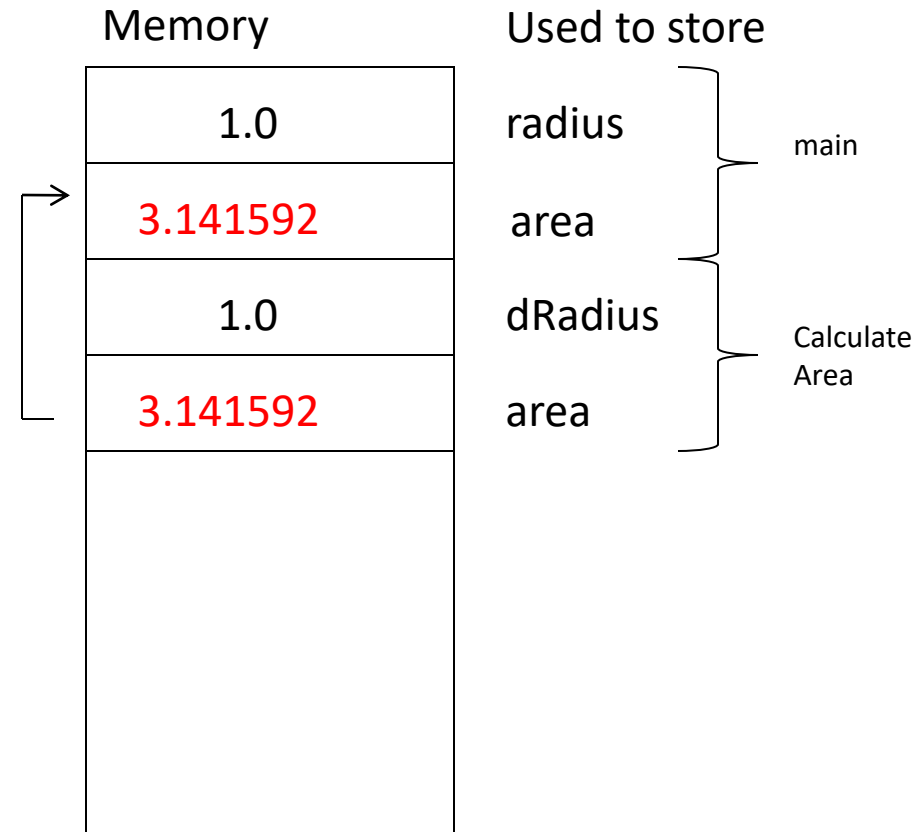 Memory Used to store
1.0 radius
main
3.141592 area
1.0 dRadius
Calculate
Area
3.141592 area